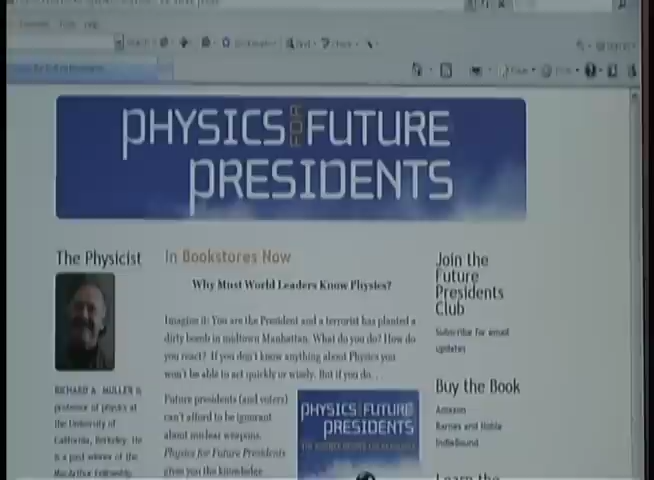 PHYSICS FOR FUTURE
PRESIDENTS
The Physicist
RICHARD A. MULLER is
professor of physics at
the University of
California, Berkeley. He
is a past winner of the
MacArthur Fellowship
In Bookstores Now
Why Must World Leaders Know Physics?
Imagine it: You are the President and a terrorist has planted a
dirty bomb in midtown Manhattan. What do you do? How do
you react? If you don't know anything about Physics you
won't be able to act quickly or wisely. But if you do...
Future presidents (and voters)
can't afford to be ignorant
about nuclear weapons.
Physics for Future Presidents
gives you the knowledge
PHYSICS FUTURE
PRESIDENTS
Join the
Future
Presidents
Club
Subscribe for email
updates
Buy the Book
Amazon
Barnes and Noble
IndieBound
Learn the